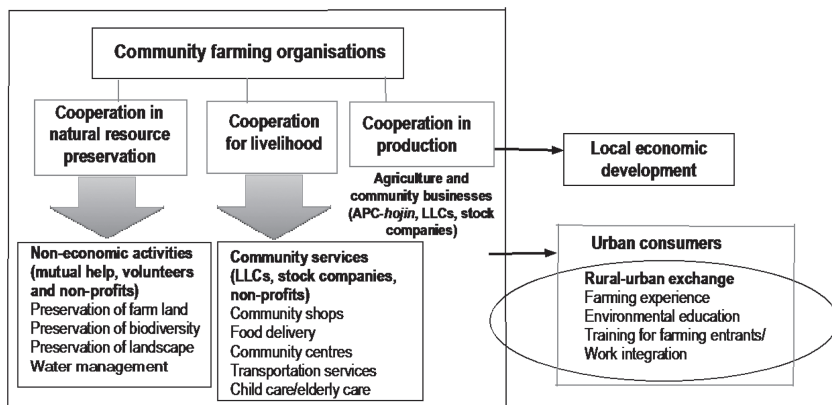 Community farming organisations
Cooperation in
natural resource
preservation
Cooperation
for livelihood
Cooperation in
production
Agriculture and
community businesses
(APC-hojin, LLCs, stock
companies)
Local economic
development
Non-economic activities
(mutual help, volunteers
and non-profits)
Preservation of farm land
Preservation of biodiversity
Preservation of landscape
Water management
Community services
(LLCs, stock companies,
non-profits)
Community shops
Food delivery
Community centres
Transportation services
Child care/elderly care
Urban consumers
Rural-urban exchange
Farming experience
Environmental education
Training for farming entrants/
Work integration